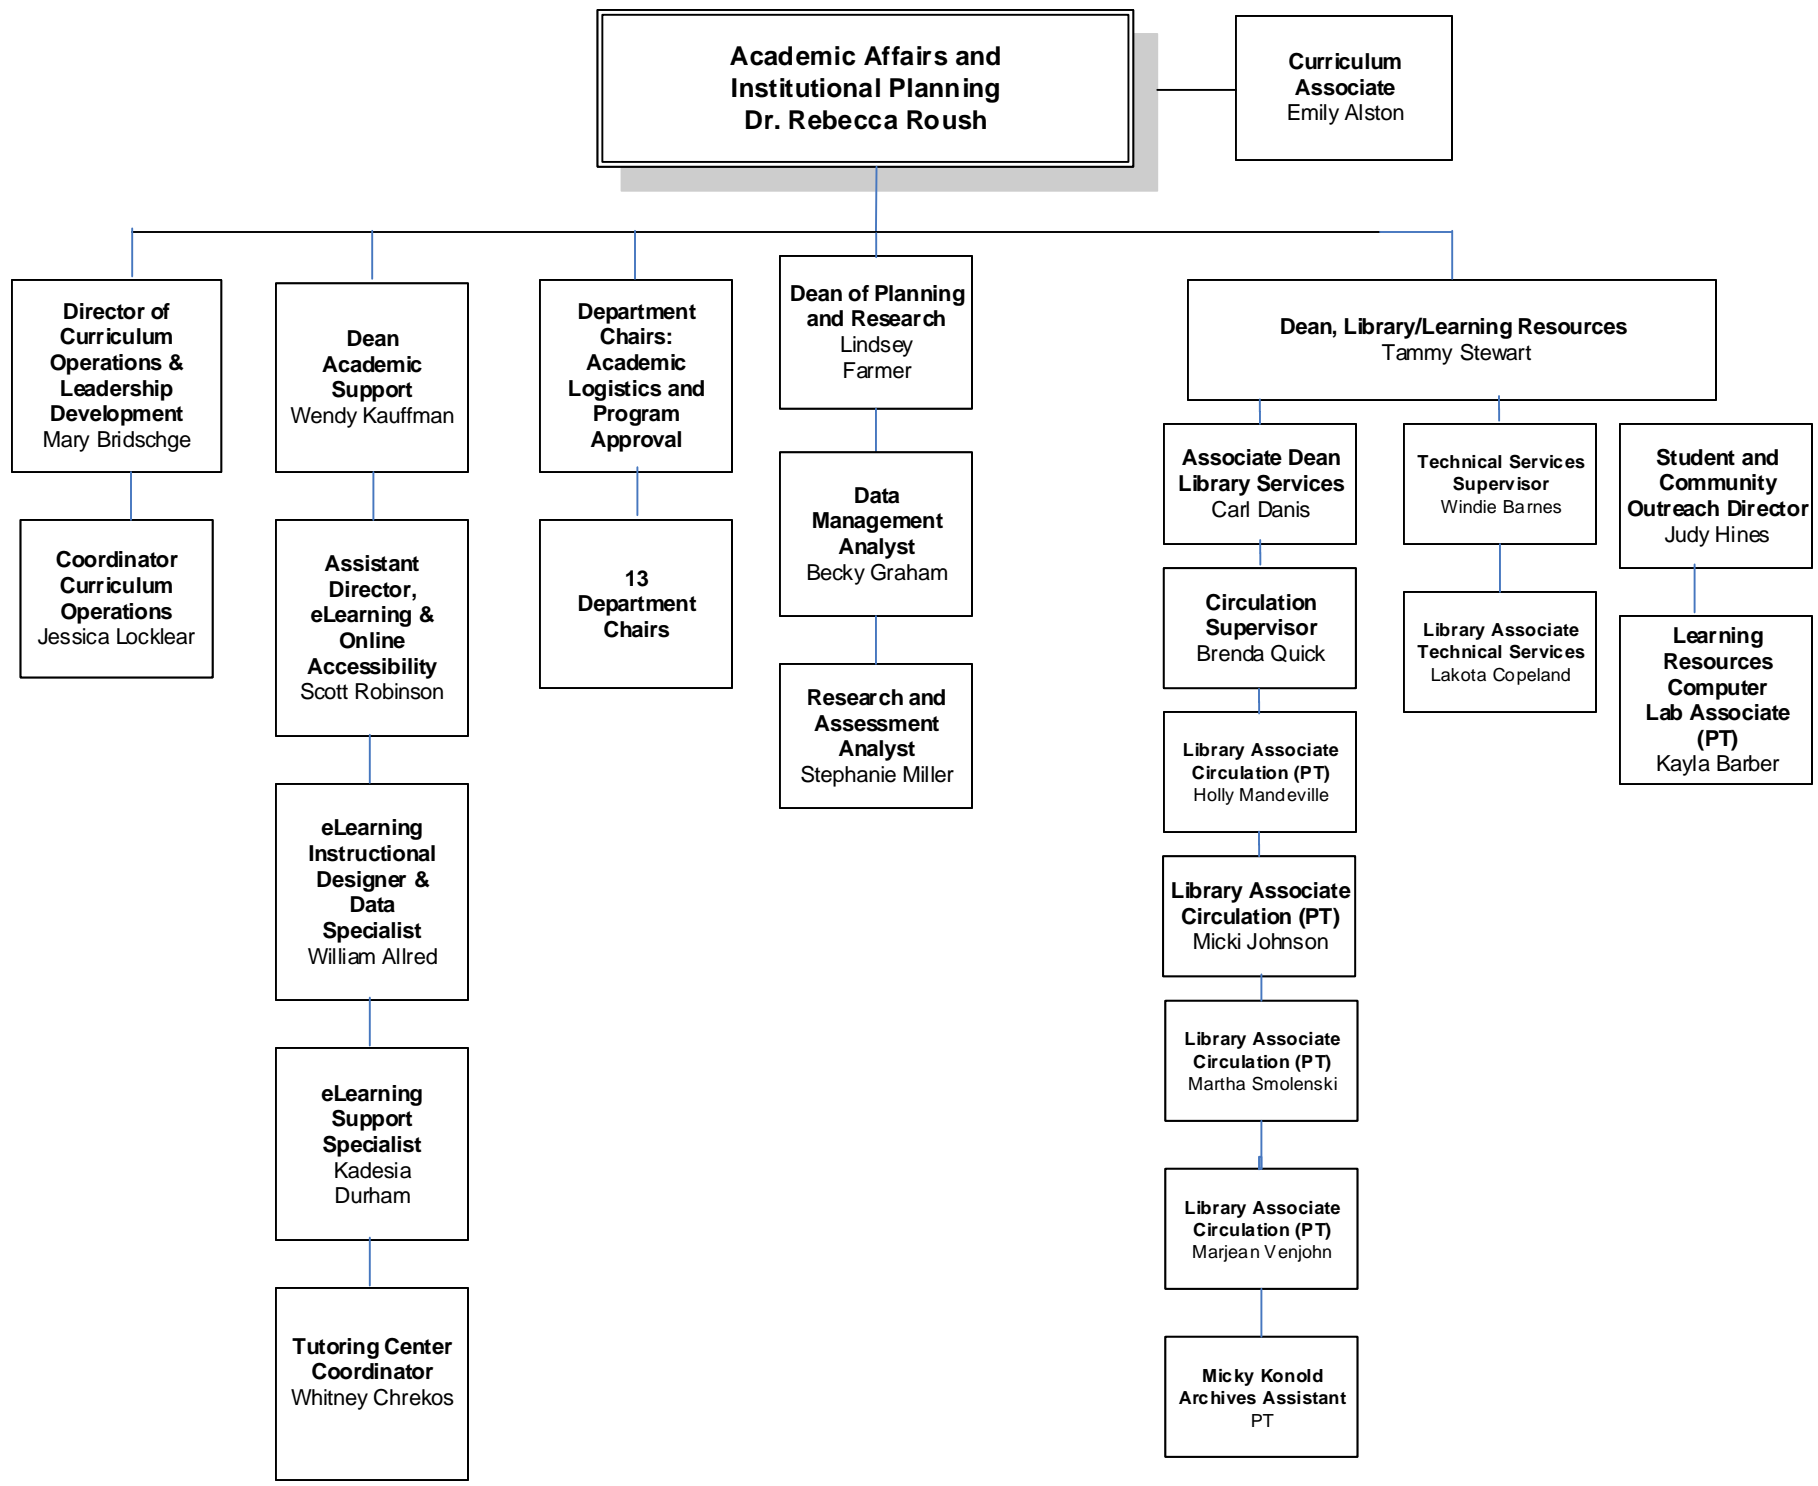 Academic Affairs and
Institutional Planning
Dr. Rebecca Roush
Curriculum
Associate
Emily Alston
Director of
Curriculum
Operations &
Leadership
Development
Mary Bridschge
Dean
Academic
Support
Wendy Kauffman
Department
Chairs:
Academic
Logistics and
Program
Approval
Dean of Planning
and Research
Lindsey
Farmer
Dean, Library/Learning Resources
Tammy Stewart
Coordinator
Curriculum
Operations
Jessica Locklear
Assistant
Director,
eLearning &
Online
Accessibility
Scott Robinson
eLearning
Instructional
Designer &
Data
Specialist
William Allred
eLearning
Support
Specialist
Kadesia
Durham
Tutoring Center
Coordinator
Whitney Chrekos
13
Department
Chairs
Data
Management
Analyst
Becky Graham
Research and
Assessment
Analyst
Stephanie Miller
Associate Dean
Library Services
Carl Danis
Circulation
Supervisor
Brenda Quick
Library Associate
Circulation (PT)
Holly Mandeville
Library Associate
Circulation (PT)
Micki Johnson
Library Associate
Circulation (PT)
Martha Smolenski
Library Associate
Circulation (PT)
Marjean Venjohn
Micky Konold
Archives Assistant
PT
Technical Services
Supervisor
Windie Barnes
Library Associate
Technical Services
Lakota Copeland
Student and
Community
Outreach Director
Judy Hines
Learning
Resources
Computer
Lab Associate
(PT)
Kayla Barber